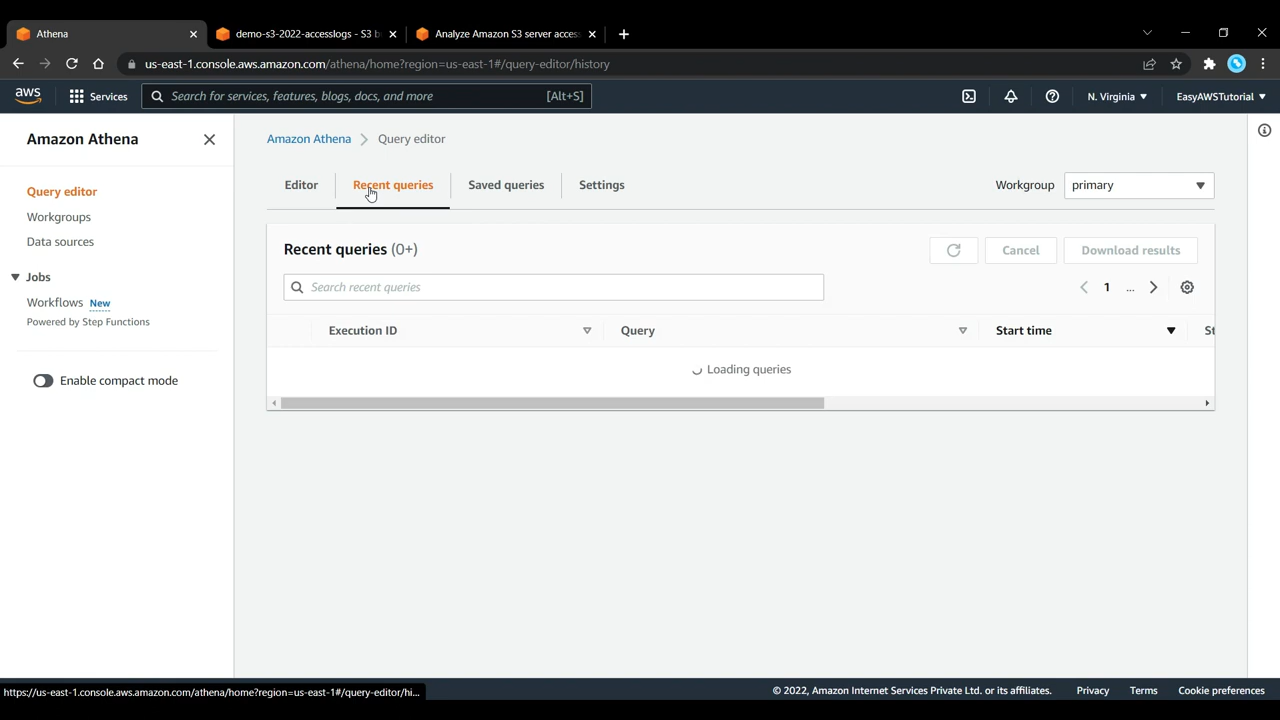 Athena
demo-s3-2022-accesslogs - S3 b
Analyze Amazon S3 server acces
us-east-1.console.aws.amazon.com/athena/home?region=us-east-1#/query-editor/history
aws
Services
Search for services, features, blogs, docs, and more
[Alt+S]
N. Virginia
EasyAWSTutorial
Amazon Athena
Query editor
Workgroups
Data sources
Jobs
Workflows New
Powered by Step Functions
Enable compact mode
Amazon Athena
Query editor
Editor
Recent queries
Saved queries
Settings
Workgroup
primary
Recent queries (0+)
Cancel
Download results
Search recent queries
1
...
Execution ID
Query
Start time
St
Loading queries
https://us-east-1.console.aws.amazon.com/athena/home?region=us-east-1#/query-editor/hi...
© 2022, Amazon Internet Services Private Ltd. or its affiliates.
Privacy
Terms
Cookie preferences